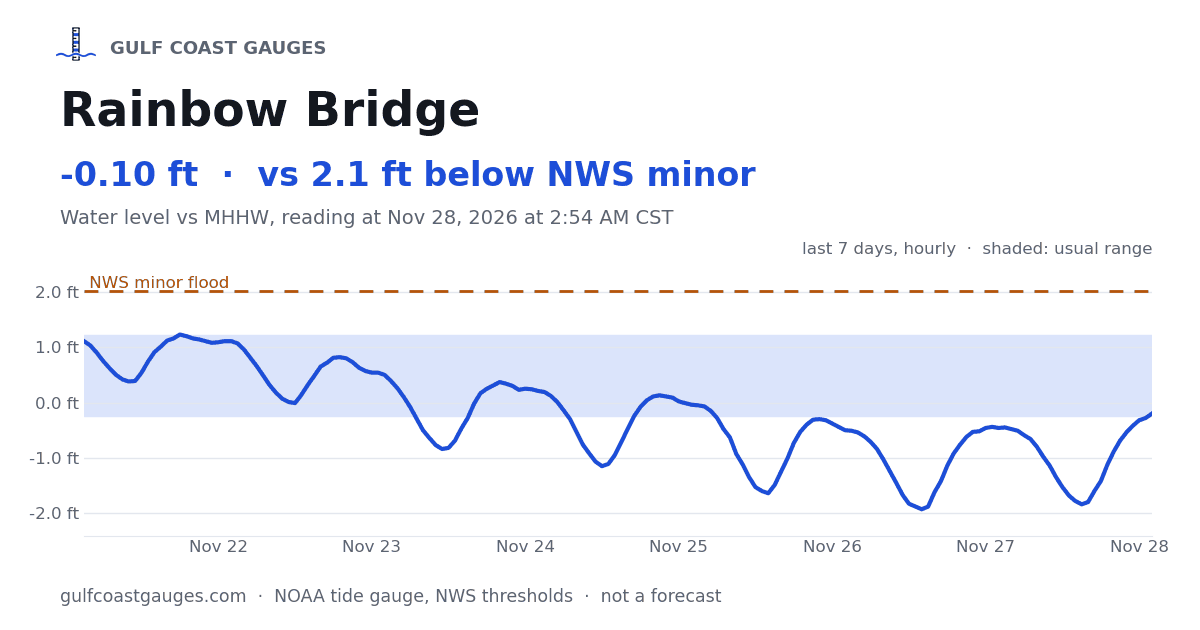 GULF COAST GAUGES
Rainbow Bridge
-0.10 ft · vs 2.1 ft below NWS minor
Water level vs MHHW, reading at Nov 28, 2026 at 2:54 AM CST
last 7 days, hourly · shaded: usual range
NWS minor flood
2.0 ft
1.0 ft
0.0 ft
-1.0 ft
-2.0 ft
Nov 22 Nov 23 Nov 24 Nov 25 Nov 26 Nov 27 Nov 28
gulfcoastgauges.com · NOAA tide gauge, NWS thresholds · not a forecast